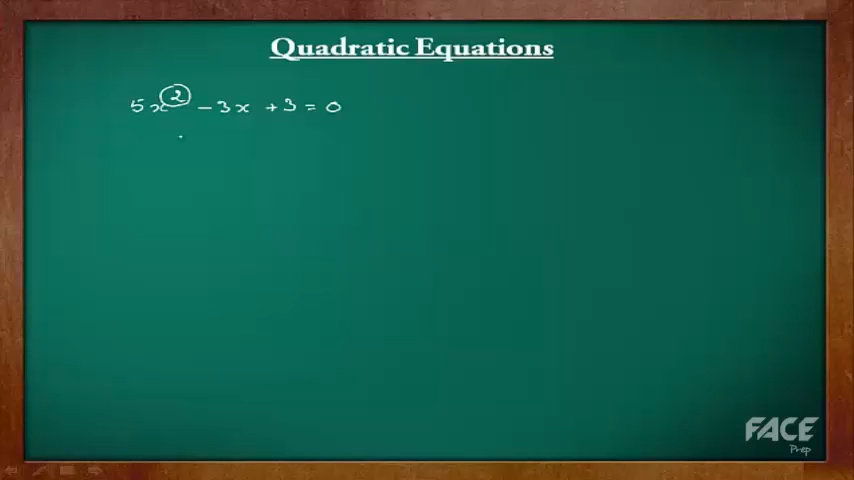 Quadratic Equations
5x² - 3x + 3 = 0
FACE
Prep